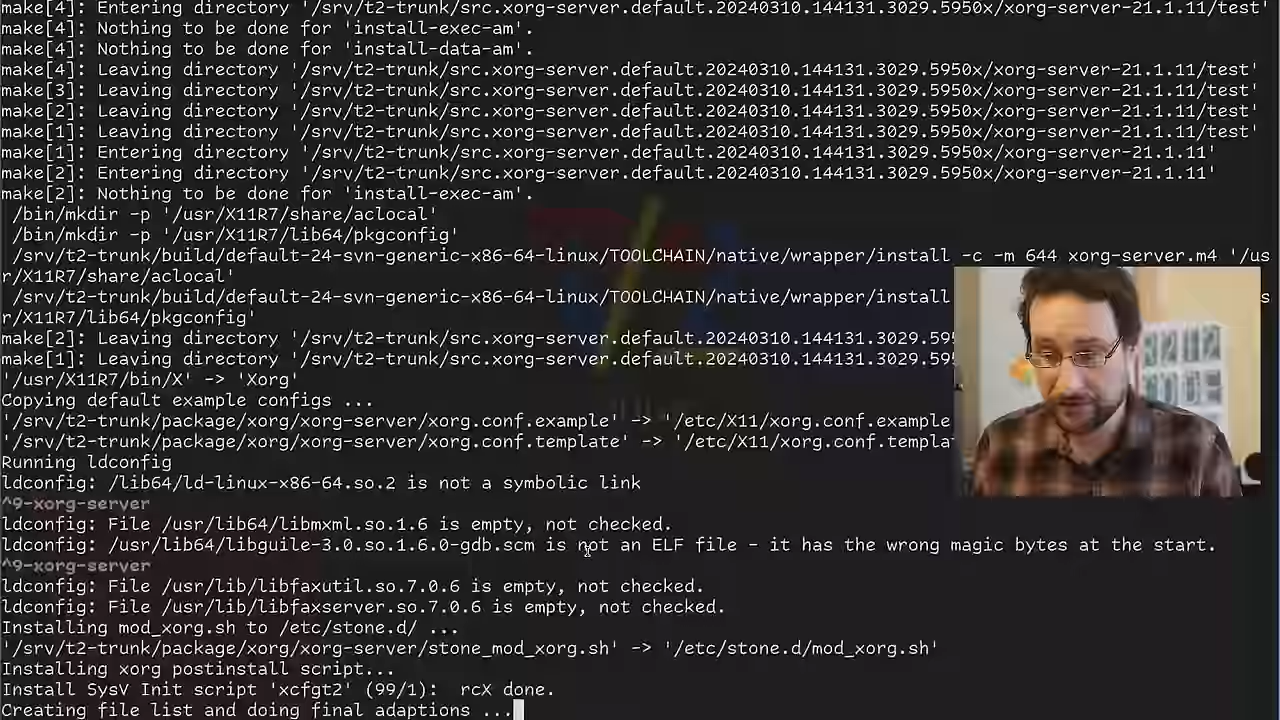 make[4]: Entering directory '/srv/t2-trunk/src.xorg-server.default.20240310.144131.3029.5950x/xorg-server-21.1.11/test'
make[4]: Nothing to be done for 'install-exec-am'.
make[4]: Nothing to be done for 'install-data-am'.
make[4]: Leaving directory '/srv/t2-trunk/src.xorg-server.default.20240310.144131.3029.5950x/xorg-server-21.1.11/test'
make[3]: Leaving directory '/srv/t2-trunk/src.xorg-server.default.20240310.144131.3029.5950x/xorg-server-21.1.11/test'
make[2]: Leaving directory '/srv/t2-trunk/src.xorg-server.default.20240310.144131.3029.5950x/xorg-server-21.1.11/test'
make[1]: Leaving directory '/srv/t2-trunk/src.xorg-server.default.20240310.144131.3029.5950x/xorg-server-21.1.11/test'
make[1]: Entering directory '/srv/t2-trunk/src.xorg-server.default.20240310.144131.3029.5950x/xorg-server-21.1.11'
make[2]: Entering directory '/srv/t2-trunk/src.xorg-server.default.20240310.144131.3029.5950x/xorg-server-21.1.11'
make[2]: Nothing to be done for 'install-exec-am'.
/bin/mkdir -p '/usr/X11R7/share/aclocal'
/bin/mkdir -p '/usr/X11R7/lib64/pkgconfig'
/srv/t2-trunk/build/default-24-svn-generic-x86-64-linux/TOOLCHAIN/native/wrapper/install -c -m 644 xorg-server.m4 '/us
r/X11R7/share/aclocal'
/srv/t2-trunk/build/default-24-svn-generic-x86-64-linux/TOOLCHAIN/native/wrapper/install s
r/X11R7/lib64/pkgconfig'
make[2]: Leaving directory '/srv/t2-trunk/src.xorg-server.default.20240310.144131.3029.59
make[1]: Leaving directory '/srv/t2-trunk/src.xorg-server.default.20240310.144131.3029.59
'/usr/X11R7/bin/X' -> 'Xorg'
Copying default example configs ...
'/srv/t2-trunk/package/xorg/xorg-server/xorg.conf.example' -> '/etc/X11/xorg.conf.example
'/srv/t2-trunk/package/xorg/xorg-server/xorg.conf.template' -> '/etc/X11/xorg.conf.templa
Running ldconfig
ldconfig: /lib64/ld-linux-x86-64.so.2 is not a symbolic link
^9-xorg-server
ldconfig: File /usr/lib64/libmxml.so.1.6 is empty, not checked.
ldconfig: /usr/lib64/libguile-3.0.so.1.6.0-gdb.scm is not an ELF file - it has the wrong magic bytes at the start.
^9-xorg-server
ldconfig: File /usr/lib/libfaxutil.so.7.0.6 is empty, not checked.
ldconfig: File /usr/lib/libfaxserver.so.7.0.6 is empty, not checked.
Installing mod_xorg.sh to /etc/stone.d/ ...
'/srv/t2-trunk/package/xorg/xorg-server/stone_mod_xorg.sh' -> '/etc/stone.d/mod_xorg.sh'
Installing xorg postinstall script...
Install SysV Init script 'xcfgt2' (99/1):  rcX done.
Creating file list and doing final adaptions ...